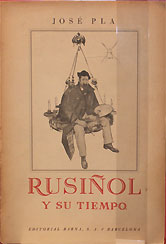 JOSÉ PLA
RUSIÑOL
Y SU TIEMPO
EDITORIAL BARNA, S. A. BARCELONA